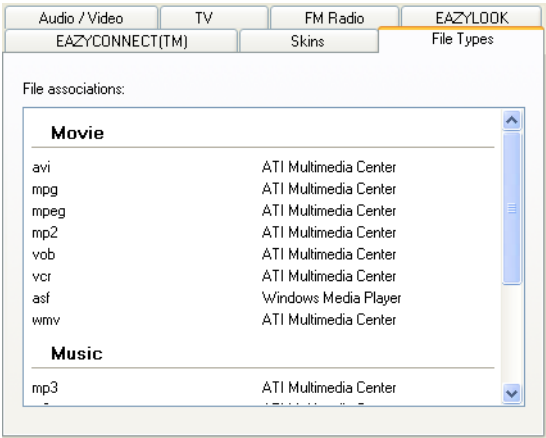 Audio / Video TV FM Radio EAZYLOOK
EAZYCONNECT(TM) Skins File Types
File associations:
Movie
avi ATI Multimedia Center
mpg ATI Multimedia Center
mpeg ATI Multimedia Center
mp2 ATI Multimedia Center
vob ATI Multimedia Center
vcr ATI Multimedia Center
asf Windows Media Player
wmv ATI Multimedia Center
Music
mp3 ATI Multimedia Center